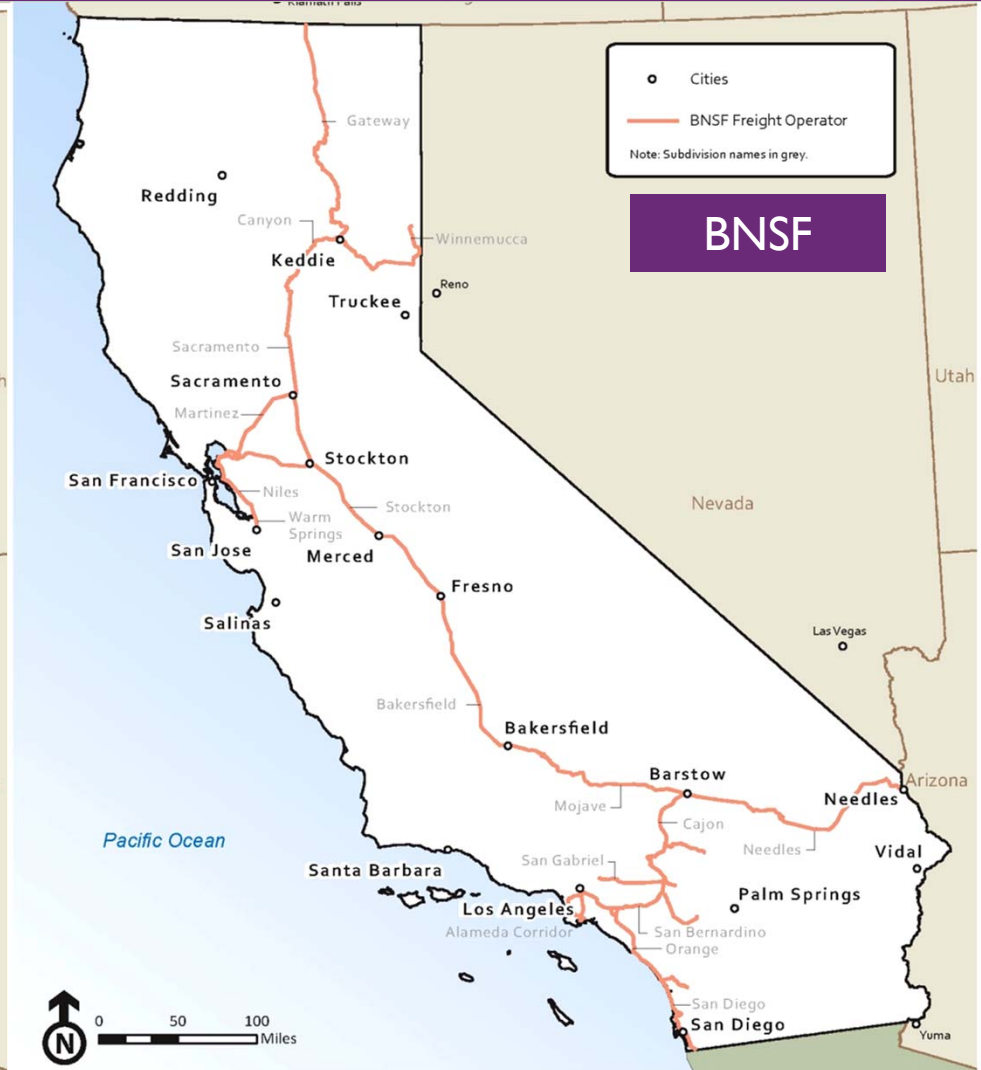 Klamath Falls
Cities
BNSF Freight Operator
Note: Subdivision names in grey.
BNSF
Gateway
Redding
Canyon
Winnemucca
Keddie
Reno
Truckee
Sacramento
Utah
Sacramento
Martinez
Stockton
San Francisco
Niles
Nevada
Stockton
Warm
Springs
San Jose
Merced
Fresno
Salinas
Las Vegas
Bakersfield
Bakersfield
Barstow
Arizona
Needles
Mojave
Cajon
Pacific Ocean
Needles
Vidal
San Gabriel
Santa Barbara
Palm Springs
Los Angeles
Alameda Corridor
San Bernardino
Orange
San Diego
San Diego
0 50 100
Miles
N
Yuma